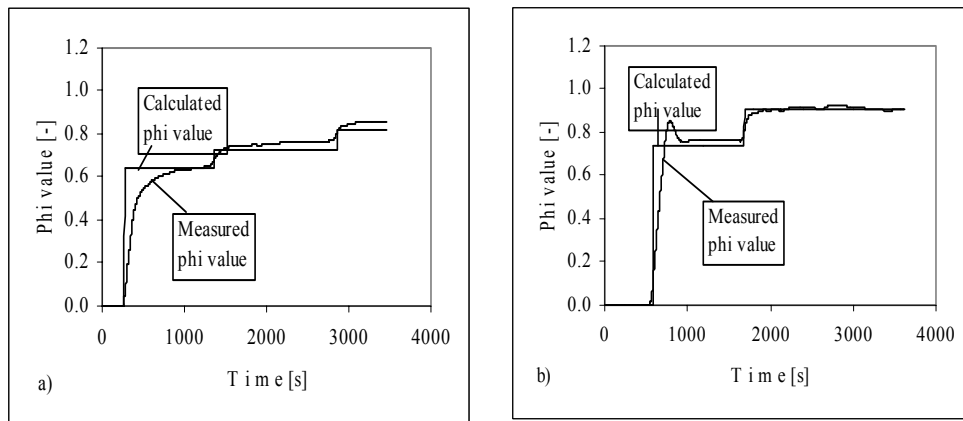 1.2
1.0
0.8
0.6
0.4
0.2
0.0
Phi value [-]
Calculated
phi value
Measured
phi value
0 1000 2000 3000 4000
Time [s]
a)
1.2
1.0
0.8
0.6
0.4
0.2
0.0
Phi value [-]
Calculated
phi value
Measured
phi value
0 1000 2000 3000 4000
Time [s]
b)